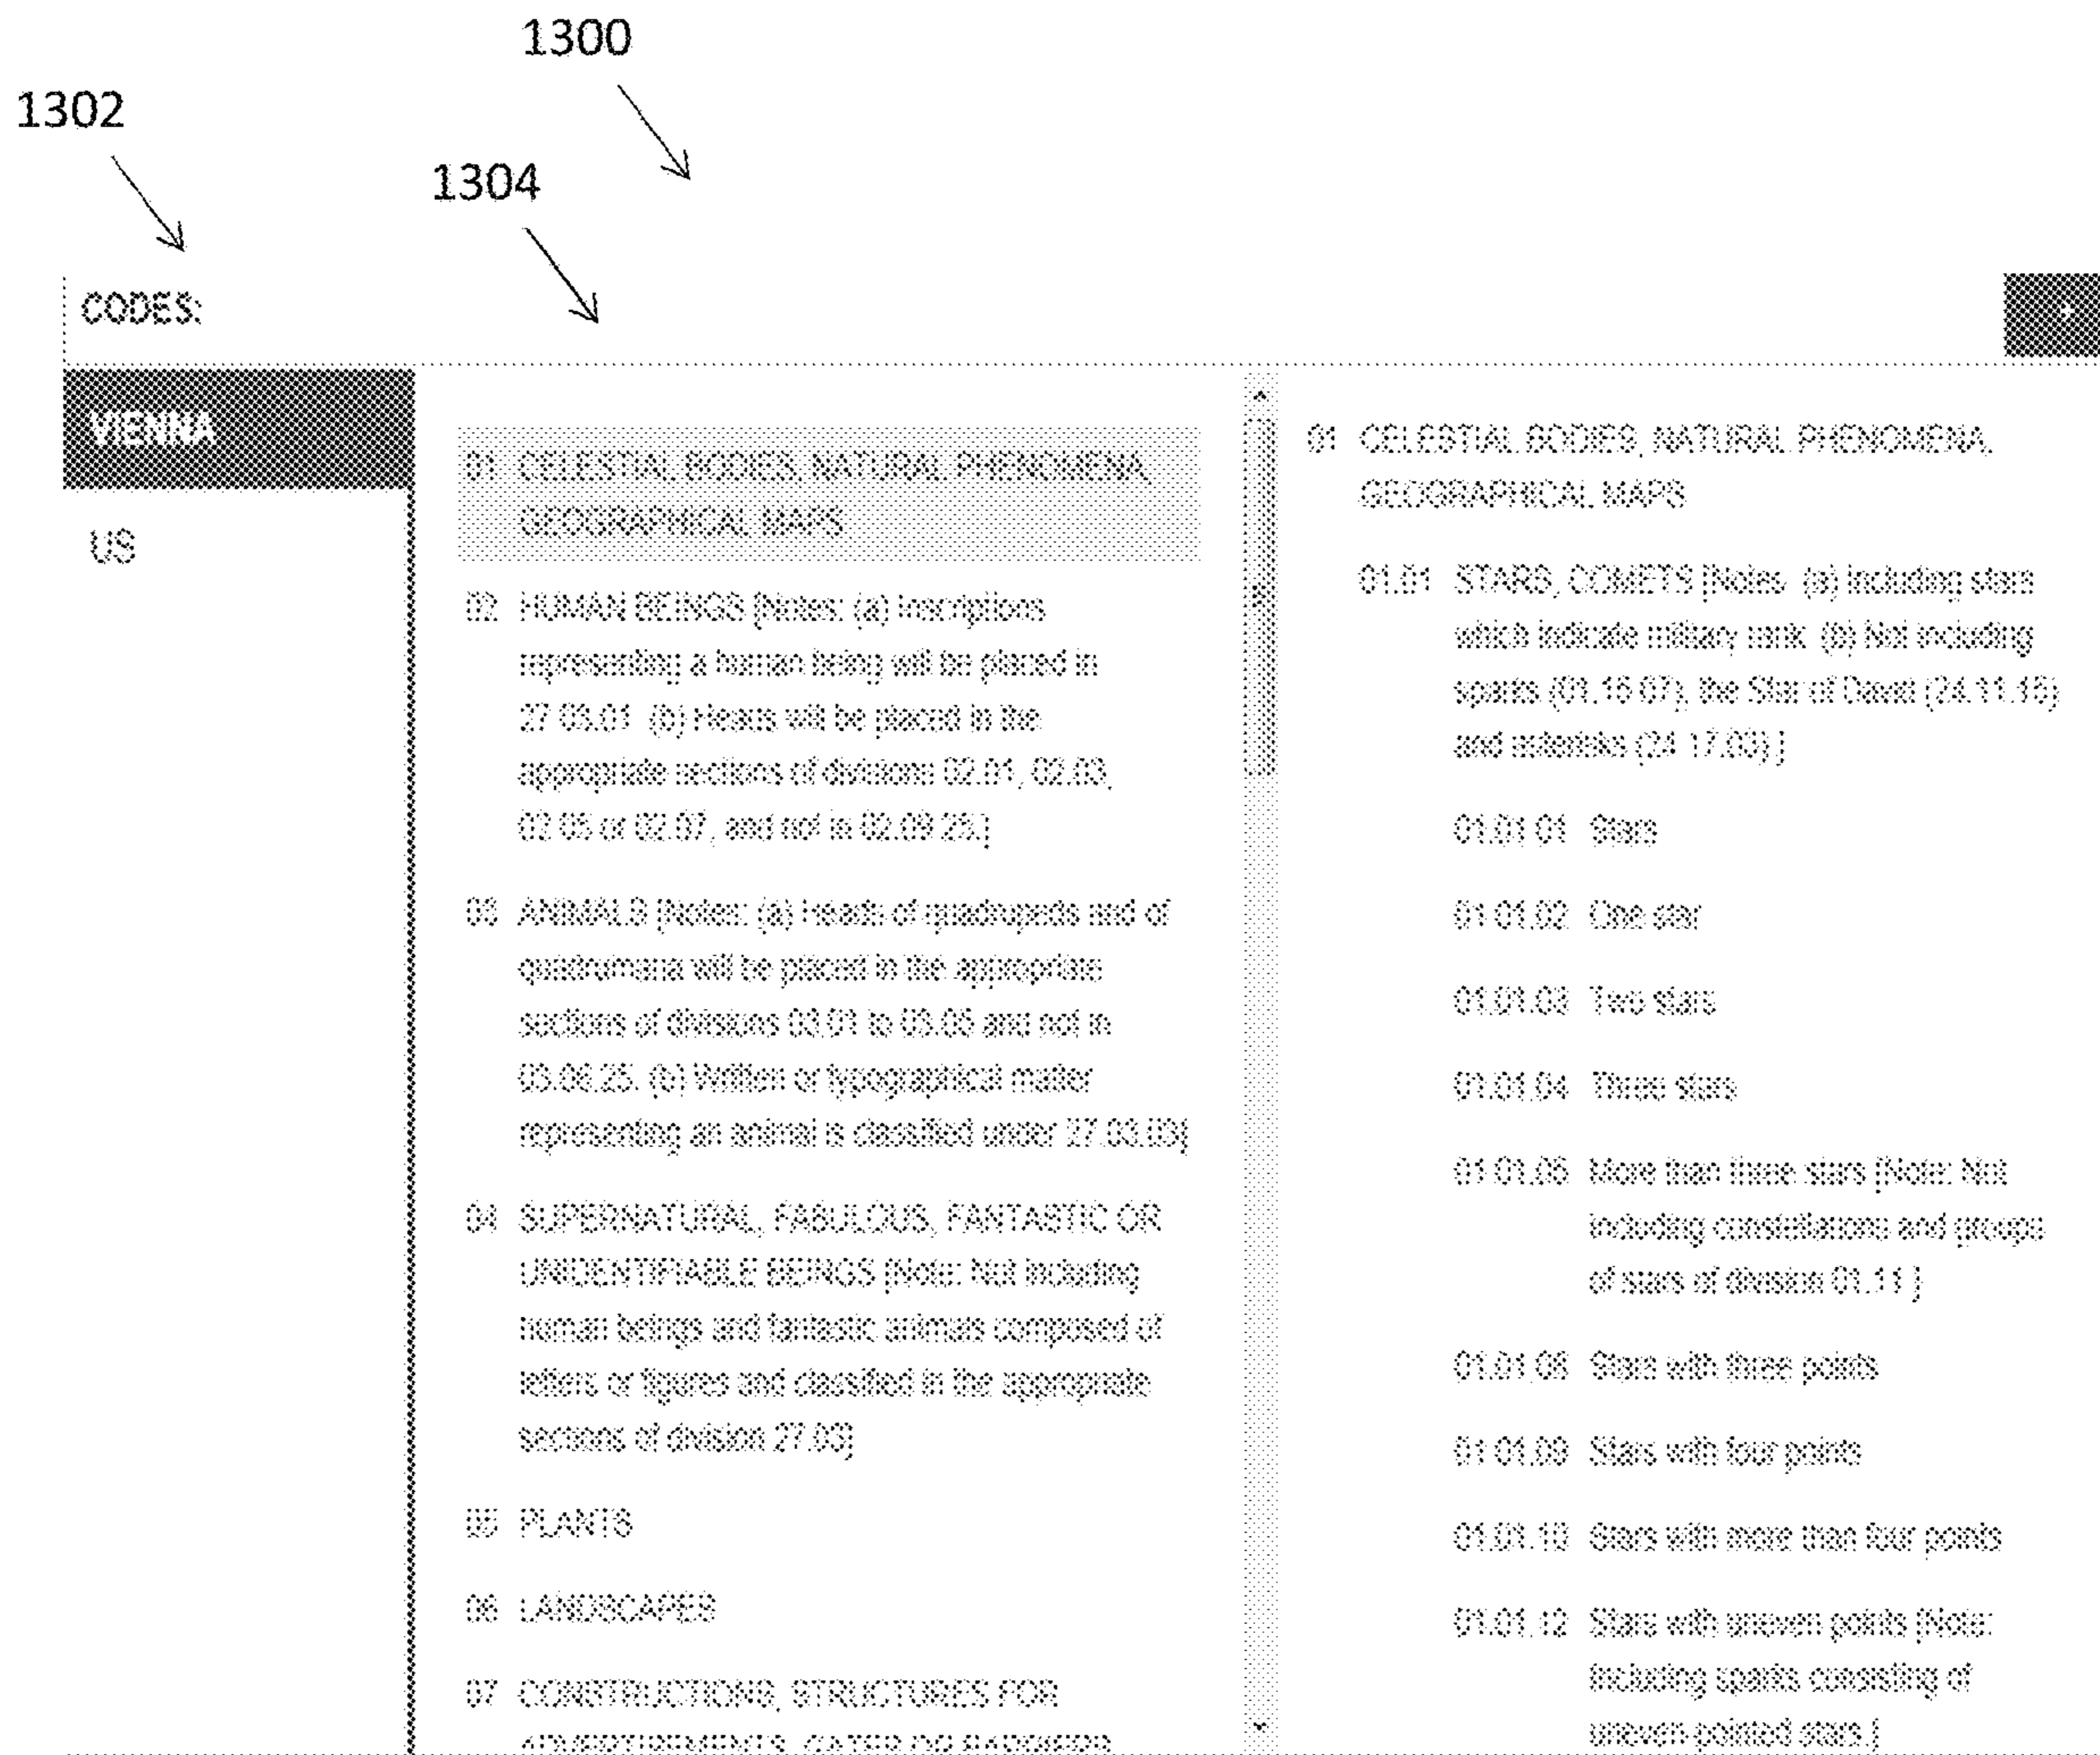 1300
1302
1304
CODES:
+
VIENNA
US
01 CELESTIAL BODIES, NATURAL PHENOMENA,
GEOGRAPHICAL MAPS
02 HUMAN BEINGS [Notes: (a) Inscriptions
representing a human being will be placed in
27.03.01. (b) Hearts will be placed in the
appropriate sections of divisions 02.01, 02.03,
02.05 or 02.07, and not in 02.09.25.]
03 ANIMALS [Notes: (a) Heads of quadrupeds and of
quadrumana will be placed in the appropriate
sections of divisions 03.01 to 03.05 and not in
03.06.25. (b) Written or typographical matter
representing an animal is classified under 27.03.03]
04 SUPERNATURAL, FABULOUS, FANTASTIC OR
UNIDENTIFIABLE BEINGS [Note: Not including
human beings and fantastic animals composed of
letters or figures and classified in the appropriate
sections of division 27.03]
05 PLANTS
06 LANDSCAPES
07 CONSTRUCTIONS, STRUCTURES FOR
ADVERTISEMENTS, GATES OR BARRIERS
01 CELESTIAL BODIES, NATURAL PHENOMENA,
GEOGRAPHICAL MAPS
01.01 STARS, COMETS [Notes: (a) Including stars
which indicate military rank. (b) Not including
sparks (01.15.07), the Star of David (24.11.15)
and asterisks (24.17.03).]
01.01.01 Stars
01.01.02 One star
01.01.03 Two stars
01.01.04 Three stars
01.01.05 More than three stars [Note: Not
including constellations and groups
of stars of division 01.11.]
01.01.08 Stars with three points
01.01.09 Stars with four points
01.01.10 Stars with more than four points
01.01.12 Stars with uneven points [Note:
Including sparks consisting of
uneven-pointed stars.]